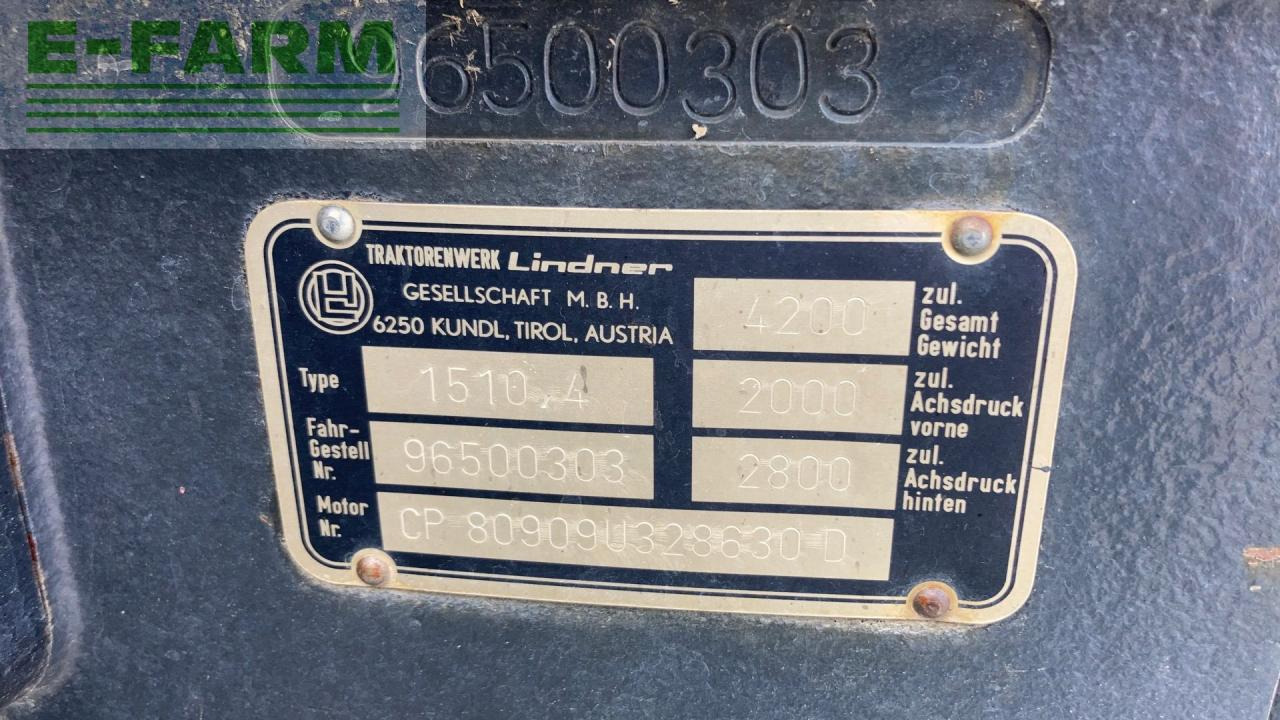 E-FARM
6500303
TRAKTORENWERK Lindner
GESELLSCHAFT M.B.H.
6250 KUNDL, TIROL, AUSTRIA
Type 1510,4
Fahr-
Gestell
Nr. 96500303
Motor
Nr. CP 80909U328630 D
4200 zul.
Gesamt
Gewicht
2000 zul.
Achsdruck
vorne
2800 zul.
Achsdruck
hinten